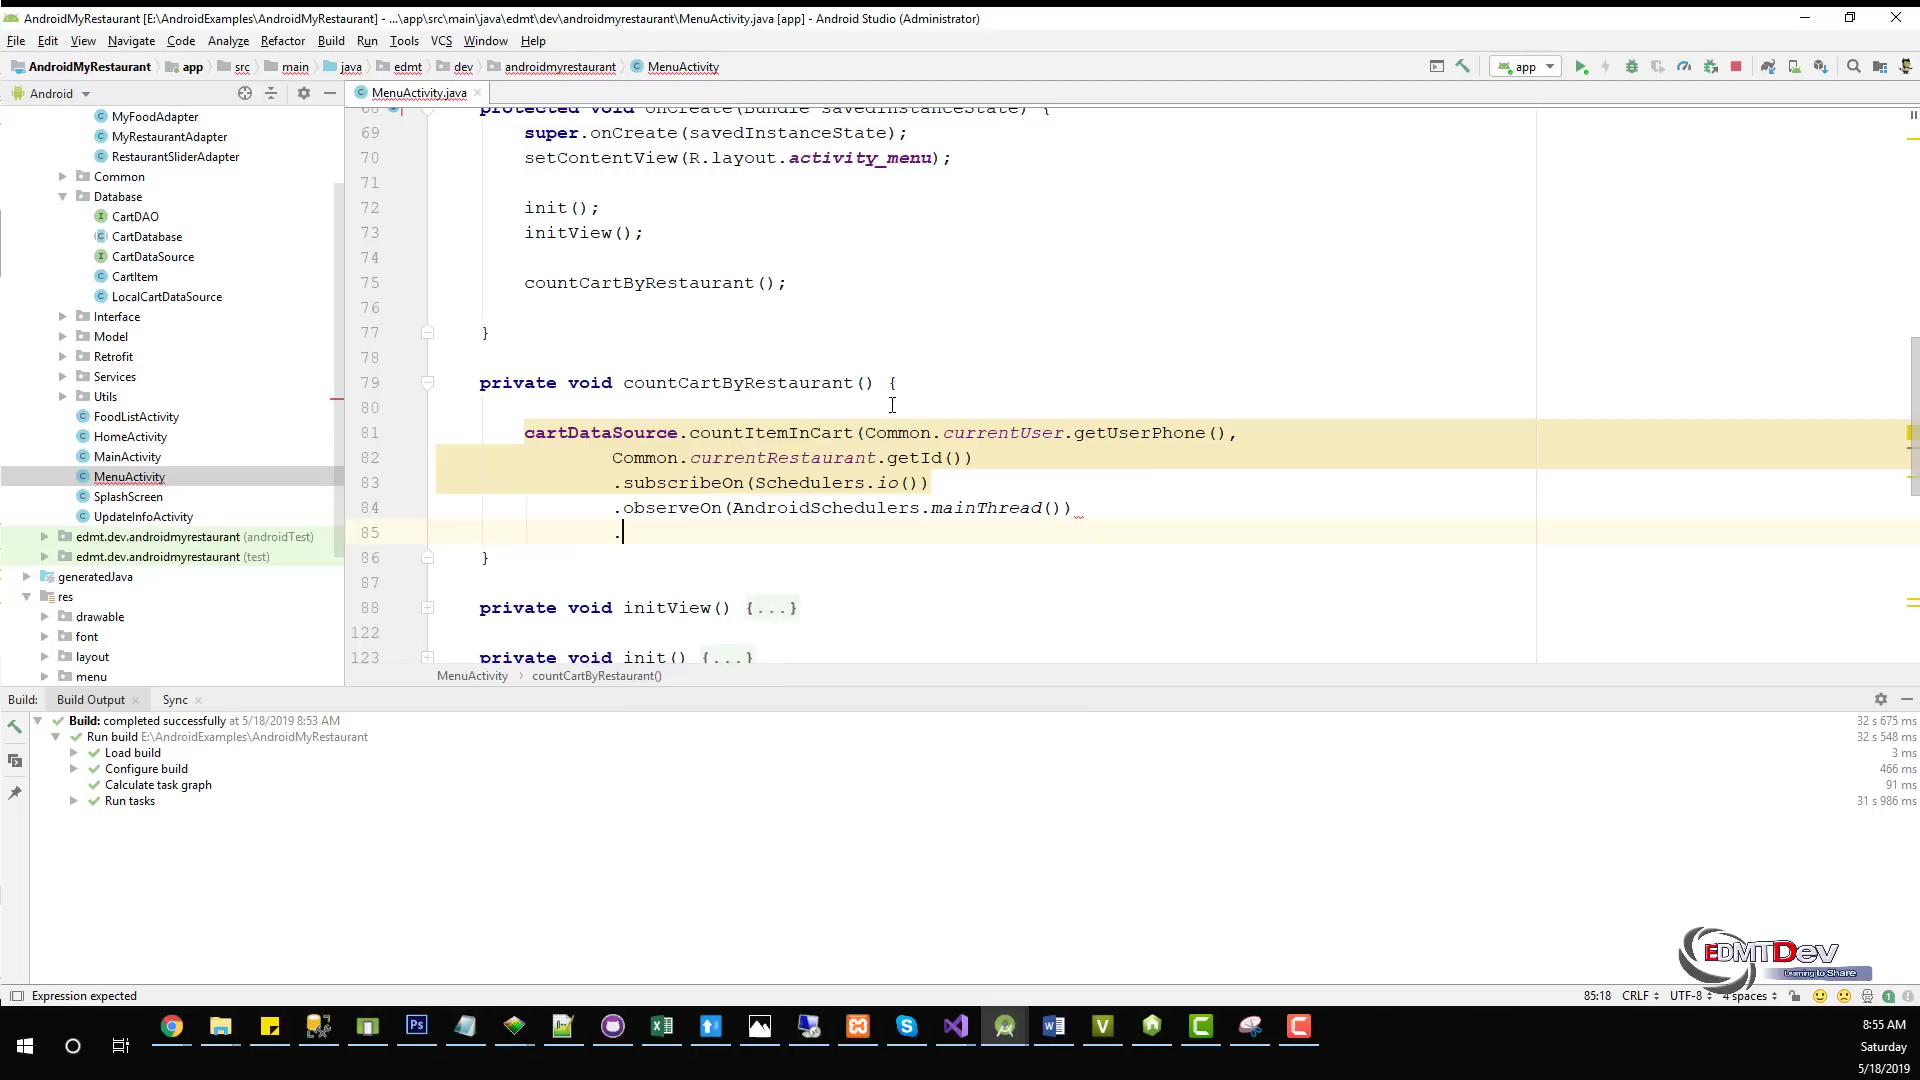 AndroidMyRestaurant [E:\AndroidExamples\AndroidMyRestaurant] - ...\app\src\main\java\edmt\dev\androidmyrestaurant\MenuActivity.java [app] - Android Studio (Administrator)
File Edit View Navigate Code Analyze Refactor Build Run Tools VCS Window Help
AndroidMyRestaurant app src main java edmt dev androidmyrestaurant MenuActivity app
Android MenuActivity.java
MyFoodAdapter
MyRestaurantAdapter
RestaurantSliderAdapter
Common
Database
CartDAO
CartDatabase
CartDataSource
CartItem
LocalCartDataSource
Interface
Model
Retrofit
Services
Utils
FoodListActivity
HomeActivity
MainActivity
MenuActivity
SplashScreen
UpdateInfoActivity
edmt.dev.androidmyrestaurant (androidTest)
edmt.dev.androidmyrestaurant (test)
generatedJava
res
drawable
font
layout
menu
68 protected void onCreate(Bundle savedInstanceState) {
69 super.onCreate(savedInstanceState);
70 setContentView(R.layout.activity_menu);
71
72 init();
73 initView();
74
75 countCartByRestaurant();
76
77 }
78
79 private void countCartByRestaurant() {
80
81 cartDataSource.countItemInCart(Common.currentUser.getUserPhone(),
82 Common.currentRestaurant.getId())
83 .subscribeOn(Schedulers.io())
84 .observeOn(AndroidSchedulers.mainThread())
85 .
86 }
87
88 private void initView() {...}
122
123 private void init() {...}
MenuActivity › countCartByRestaurant()
Build: Build Output Sync
Build: completed successfully at 5/18/2019 8:53 AM 32 s 675 ms
Run build E:\AndroidExamples\AndroidMyRestaurant 32 s 548 ms
Load build 3 ms
Configure build 466 ms
Calculate task graph 91 ms
Run tasks 31 s 986 ms
EDMTDev
Learning to Share
Expression expected 85:18 CRLF UTF-8 4 spaces 1
8:55 AM
Saturday
5/18/2019